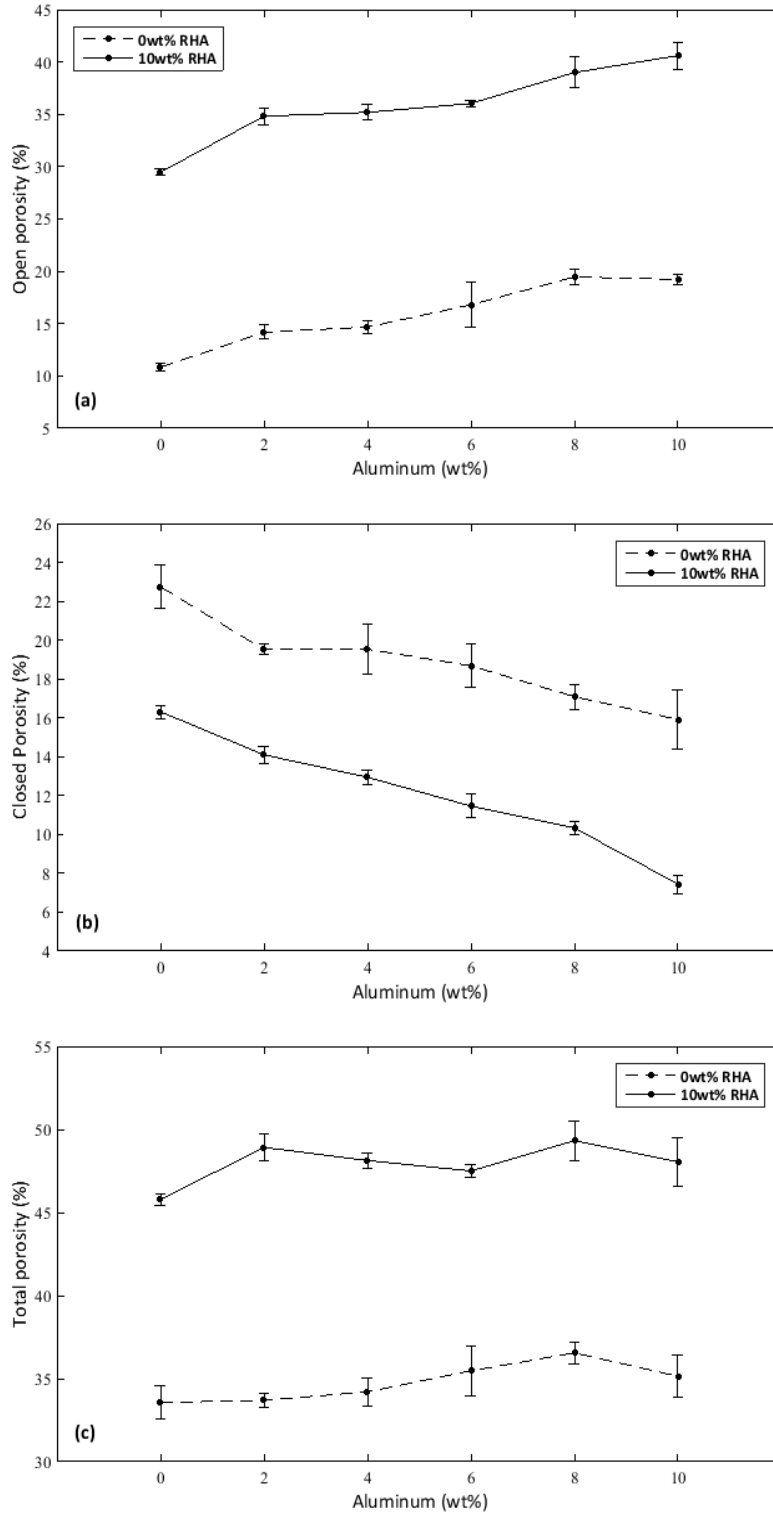 45
40
35
30
25
20
15
10
5
Open porosity (%)
0wt% RHA
10wt% RHA
(a)
0 2 4 6 8 10
Aluminum (wt%)
26
24
22
20
18
16
14
12
10
8
6
4
Closed Porosity (%)
0wt% RHA
10wt% RHA
(b)
0 2 4 6 8 10
Aluminum (wt%)
55
50
45
40
35
30
Total porosity (%)
0wt% RHA
10wt% RHA
(c)
0 2 4 6 8 10
Aluminum (wt%)